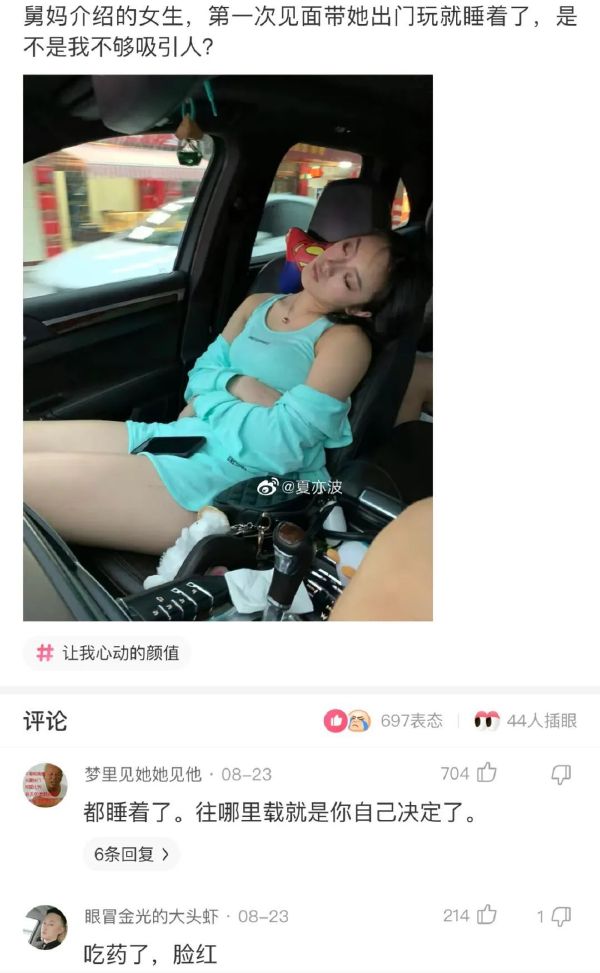 舅妈介绍的女生，第一次见面带她出门玩就睡着了，是
不是我不够吸引人？
@夏亦波
# 让我心动的颜值
评论
697表态
44人插眼
梦里见她她见他 · 08-23
704
都睡着了。往哪里载就是你自己决定了。
6条回复 >
眼冒金光的大头虾 · 08-23
214
1
吃药了，脸红